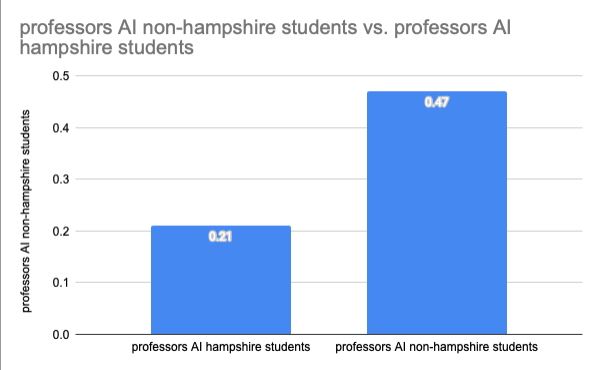 professors AI non-hampshire students vs. professors AI
hampshire students
professors AI non-hampshire students
0.5
0.4
0.3
0.2
0.1
0.0
0.21
0.47
professors AI hampshire students
professors AI non-hampshire students